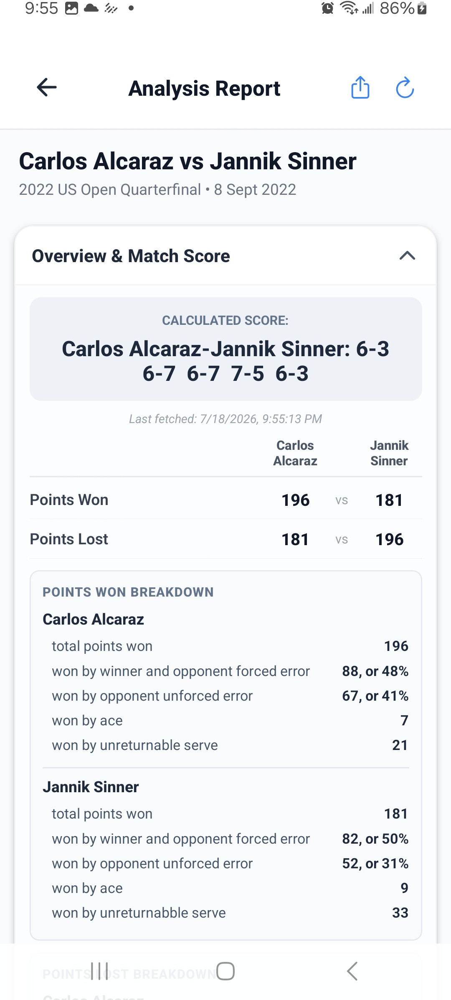 9:55
86%
Analysis Report
Carlos Alcaraz vs Jannik Sinner
2022 US Open Quarterfinal • 8 Sept 2022
Overview & Match Score
CALCULATED SCORE:
Carlos Alcaraz-Jannik Sinner: 6-3
6-7 6-7 7-5 6-3
Last fetched: 7/18/2026, 9:55:13 PM
Carlos Jannik
Alcaraz Sinner
Points Won 196 vs 181
Points Lost 181 vs 196
POINTS WON BREAKDOWN
Carlos Alcaraz
total points won 196
won by winner and opponent forced error 88, or 48%
won by opponent unforced error 67, or 41%
won by ace 7
won by unreturnable serve 21
Jannik Sinner
total points won 181
won by winner and opponent forced error 82, or 50%
won by opponent unforced error 52, or 31%
won by ace 9
won by unreturnabble serve 33
POINTS LOST BREAKDOWN
Carlos Alcaraz